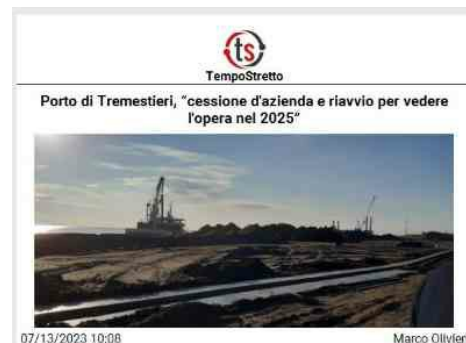 ts
TempoStretto
Porto di Tremestieri, “cessione d'azienda e riavvio per vedere
l'opera nel 2025”
07/13/2023 10:08
Marco Olivieri